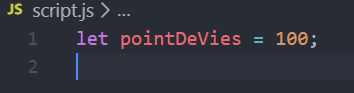 JS script.js > ...
1 let pointDeVies = 100;
2